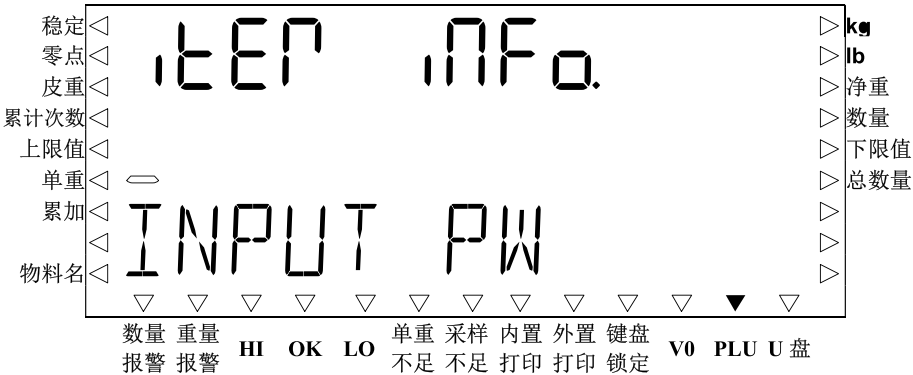 稳定 kg
零点 lb
itEM inFo.
皮重 净重
累计次数 数量
上限值 下限值
单重 总数量
累加
INPUT PW
物料名
数量 重量 HI OK LO 单重 采样 内置 外置 键盘 V0 PLU U盘
报警 报警 不足 不足 打印 打印 锁定